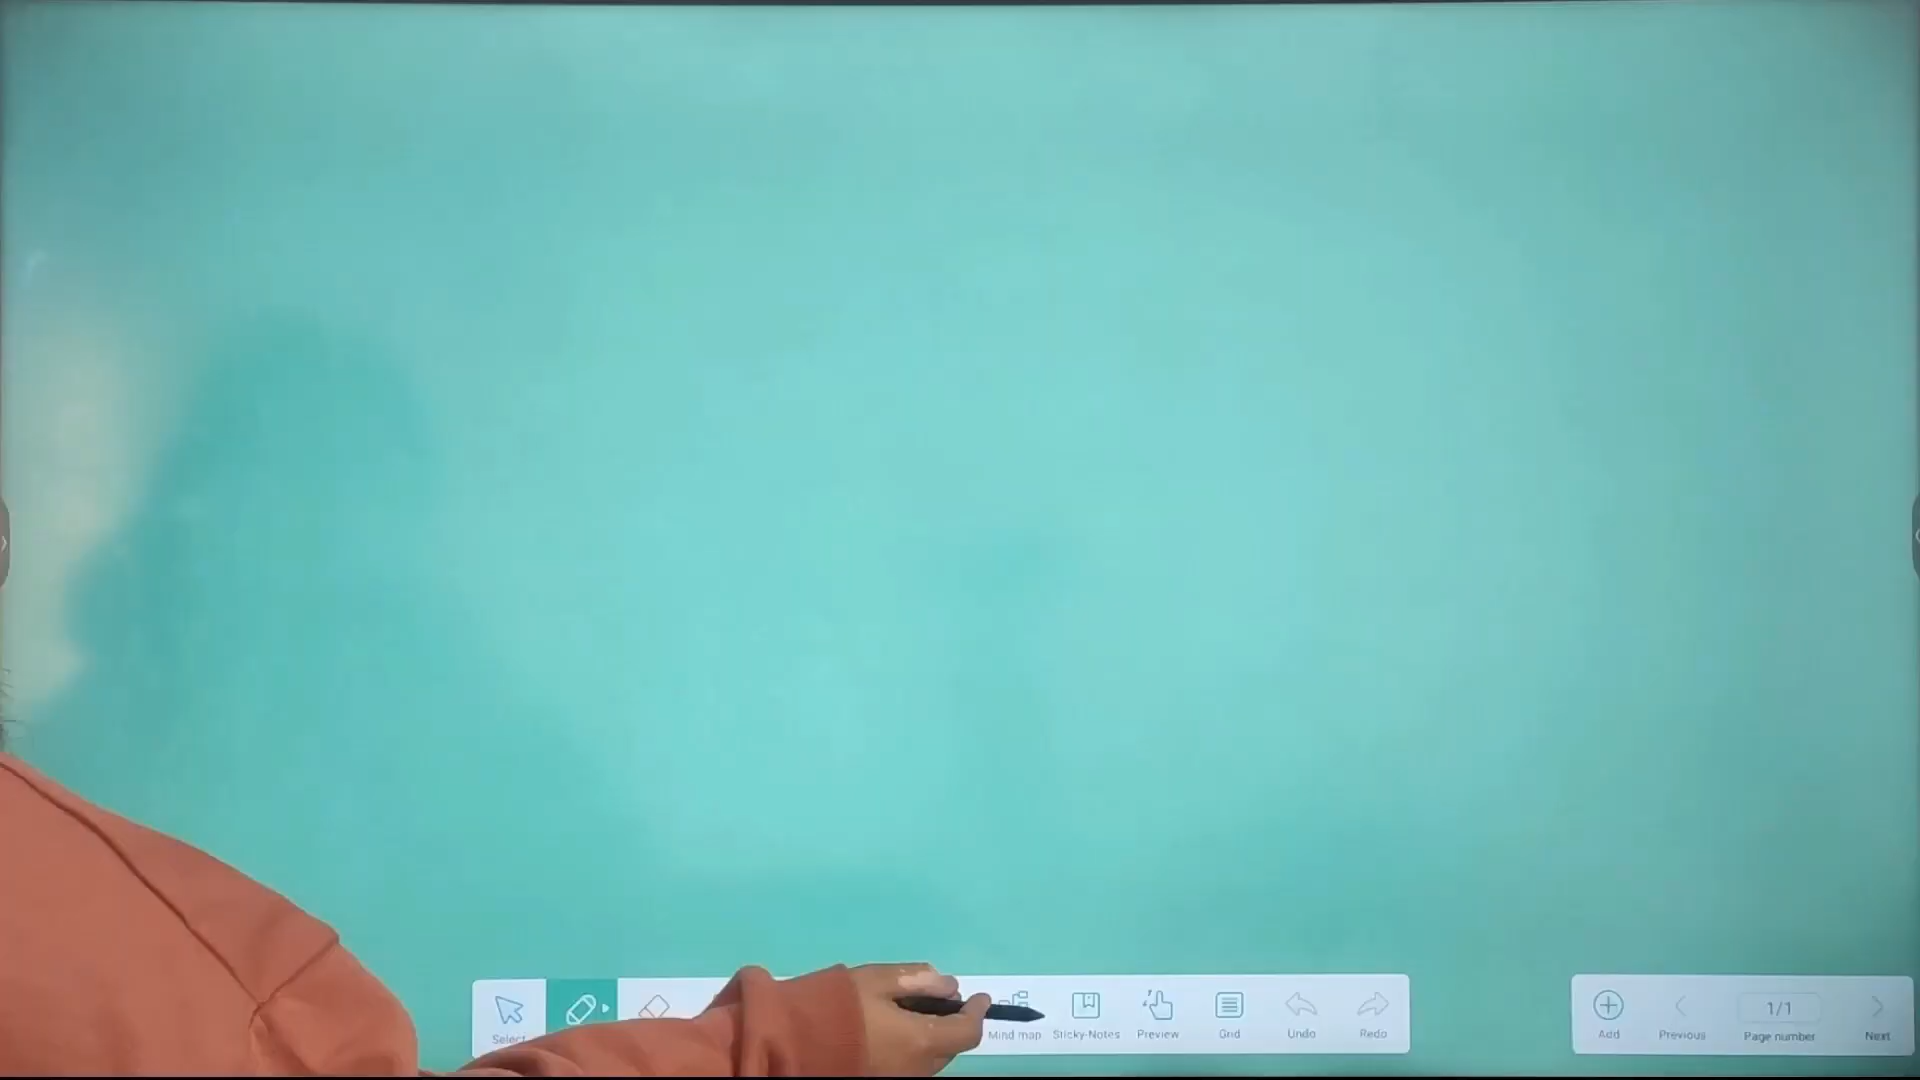 Select
Mind map
Sticky-Notes
Preview
Grid
Undo
Redo
Add
Previous
1/1
Page number
Next